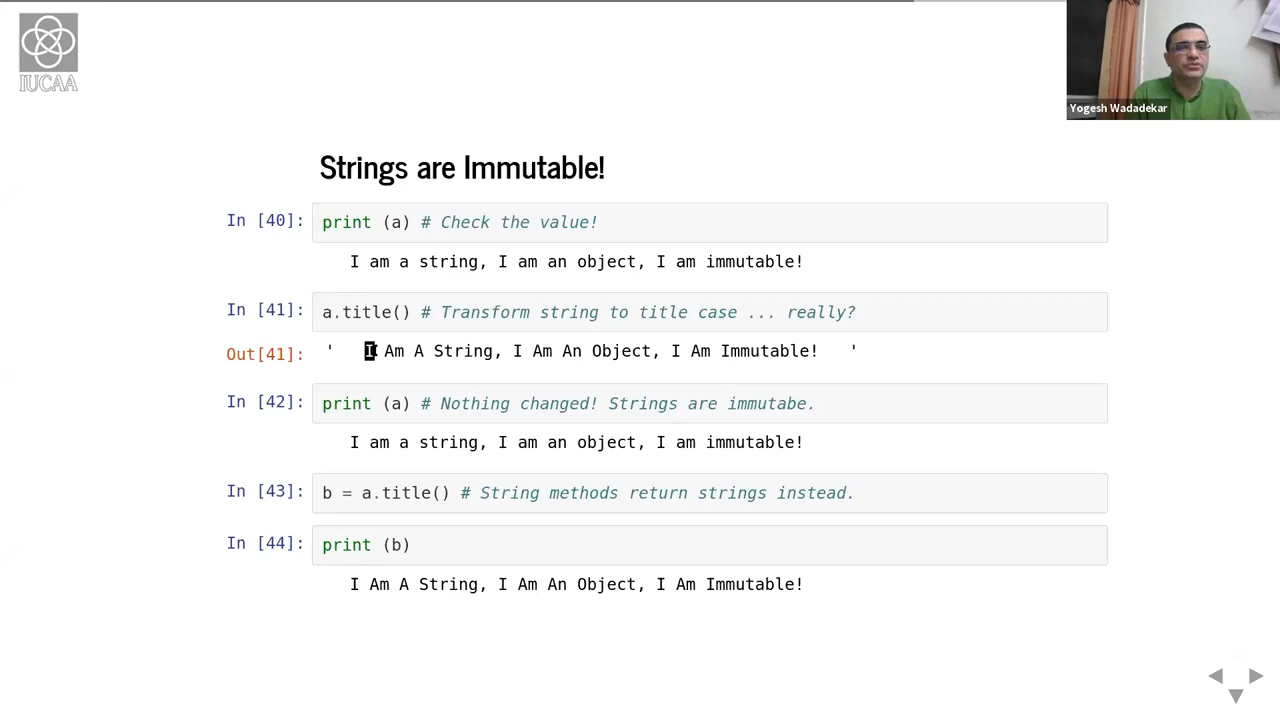 IUCAA
Yogesh Wadadekar
Strings are Immutable!
In [40]: print (a) # Check the value!
I am a string, I am an object, I am immutable!
In [41]: a.title() # Transform string to title case ... really?
Out[41]: '   I Am A String, I Am An Object, I Am Immutable!   '
In [42]: print (a) # Nothing changed! Strings are immutabe.
I am a string, I am an object, I am immutable!
In [43]: b = a.title() # String methods return strings instead.
In [44]: print (b)
I Am A String, I Am An Object, I Am Immutable!